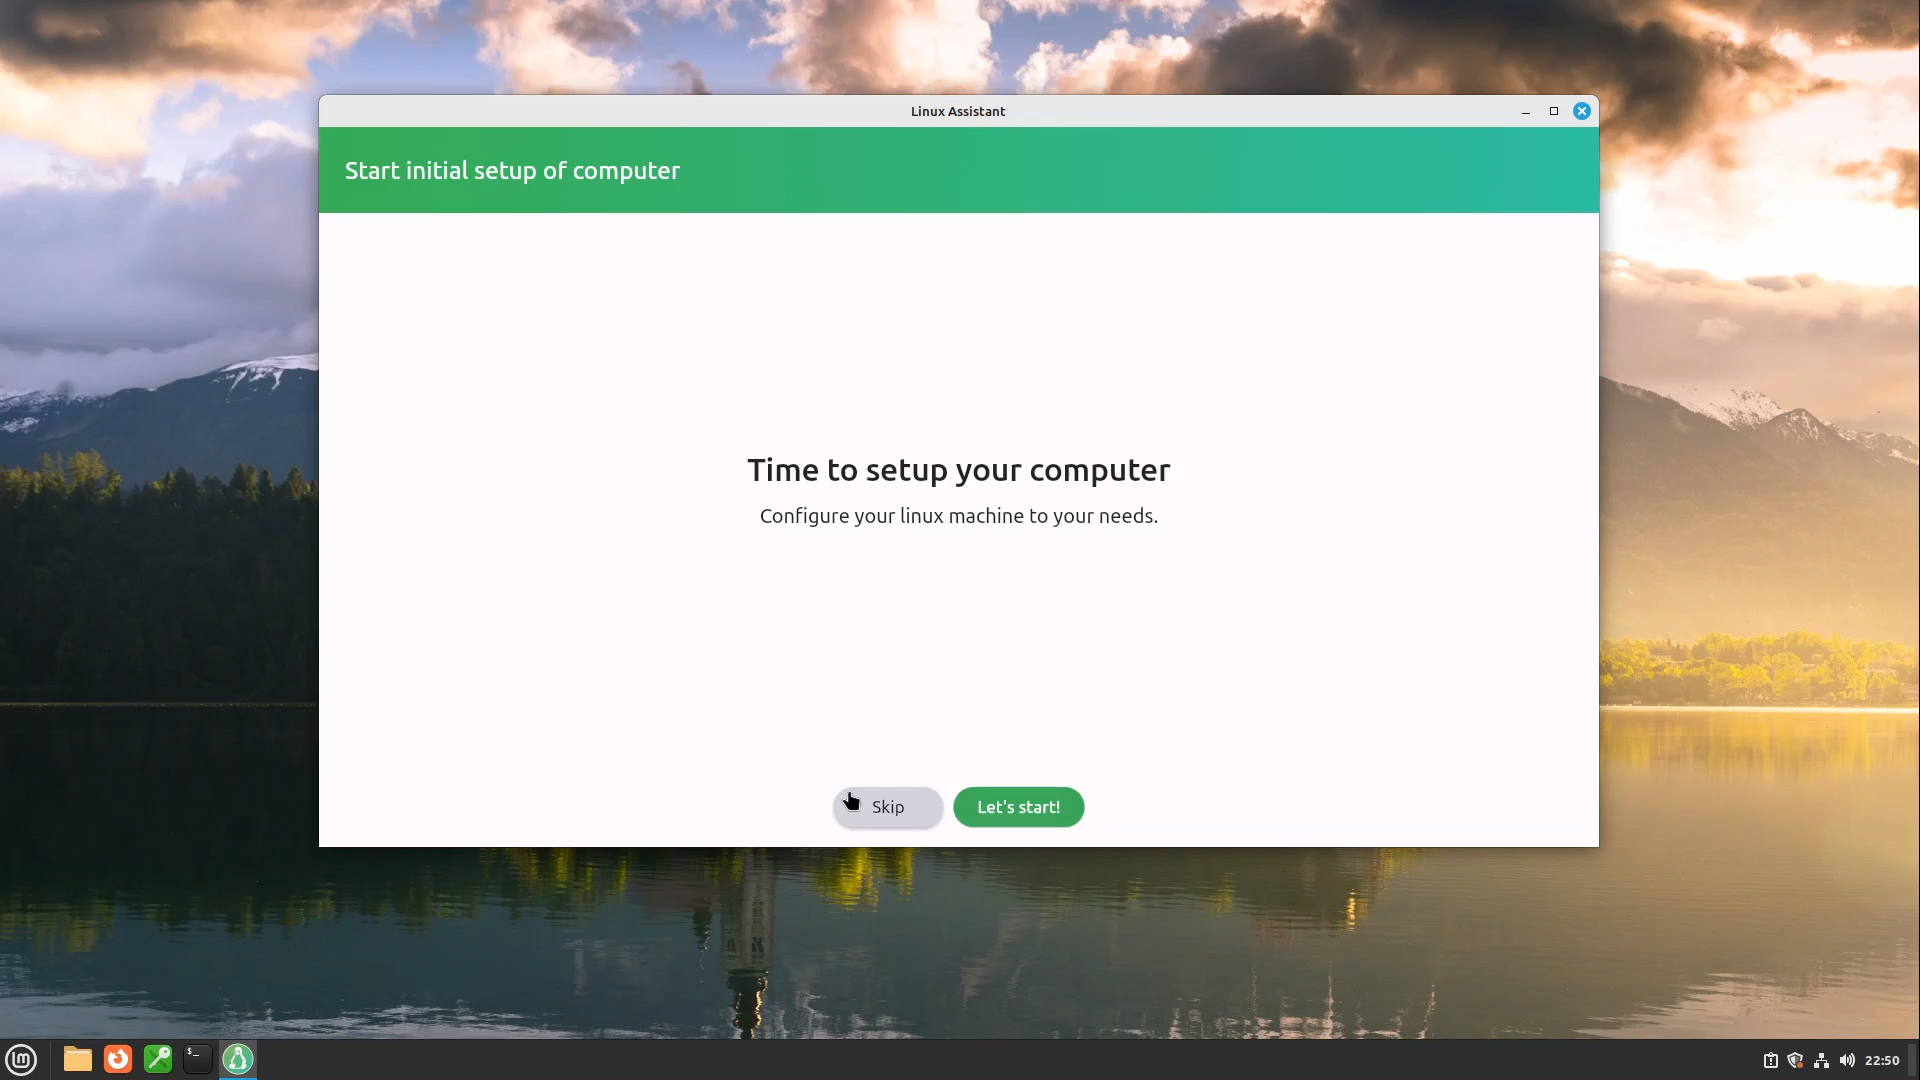 Linux Assistant
Start initial setup of computer
Time to setup your computer
Configure your linux machine to your needs.
Skip
Let's start!
lm
$_
22:50